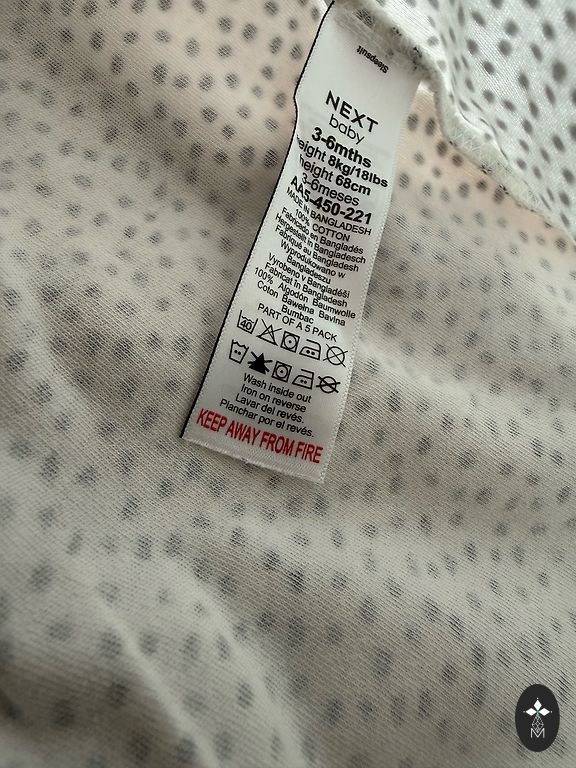 Sleepsuit
NEXT
baby
3-6mths
eight 8kg/18lbs
height 68cm
3-6meses
AA5-450-221
MADE IN BANGLADESH
100% COTTON
Fabricado en Bangladés
Hergestellt in Bangladesch
Fabriqué au Bangladesh
Wyprodukowano w
Bangladeszu
Vyrobeno v Bangladéši
Fabricat în Bangladesh
100% Algodón Baumwolle
Coton Bawełna Bavlna
Bumbac
PART OF A 5 PACK
40
Wash inside out
Iron on reverse
Lavar del revés.
Planchar por el revés.
KEEP AWAY FROM FIRE
M